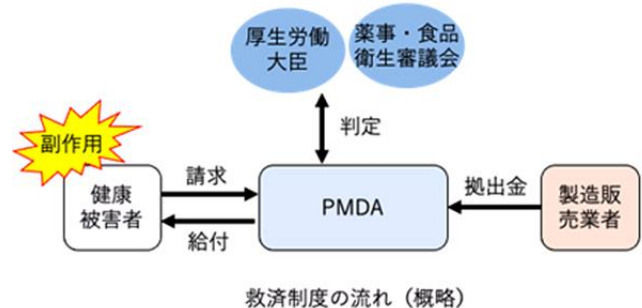 厚生労働
大臣
薬事・食品
衛生審議会
判定
副作用
健康
被害者
請求
給付
PMDA
拠出金
製造販
売業者
救済制度の流れ（概略）